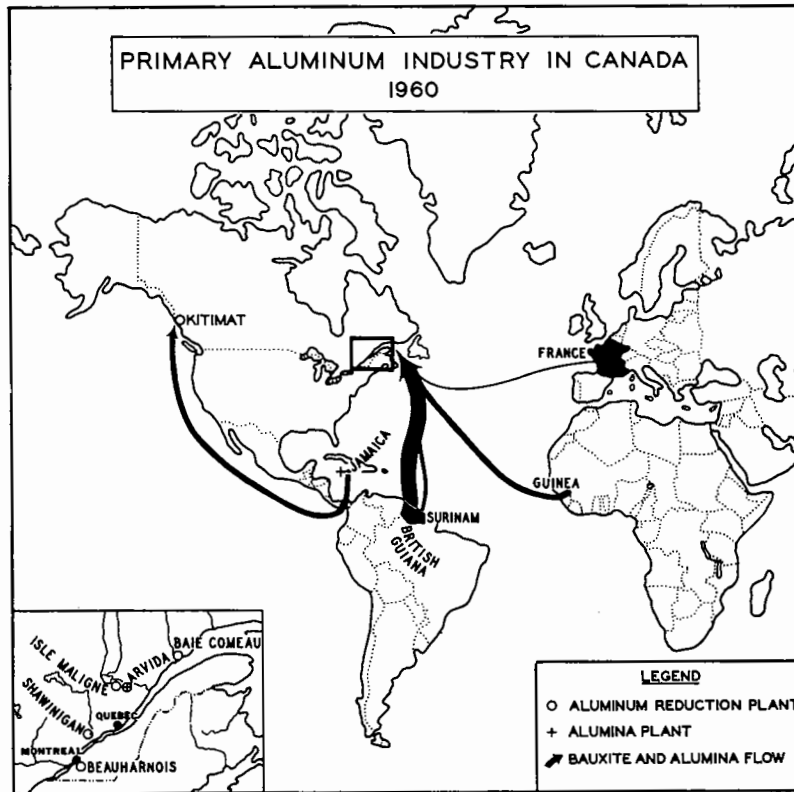 PRIMARY ALUMINUM INDUSTRY IN CANADA
1960
KITIMAT
FRANCE
JAMAICA
GUINEA
SURINAM
BRITISH
GUIANA
ISLE MALIGNE
ARVIDA
BAIE COMEAU
SHAWINIGAN
QUEBEC
MONTREAL
BEAUHARNOIS
LEGEND
ALUMINUM REDUCTION PLANT
+ ALUMINA PLANT
BAUXITE AND ALUMINA FLOW